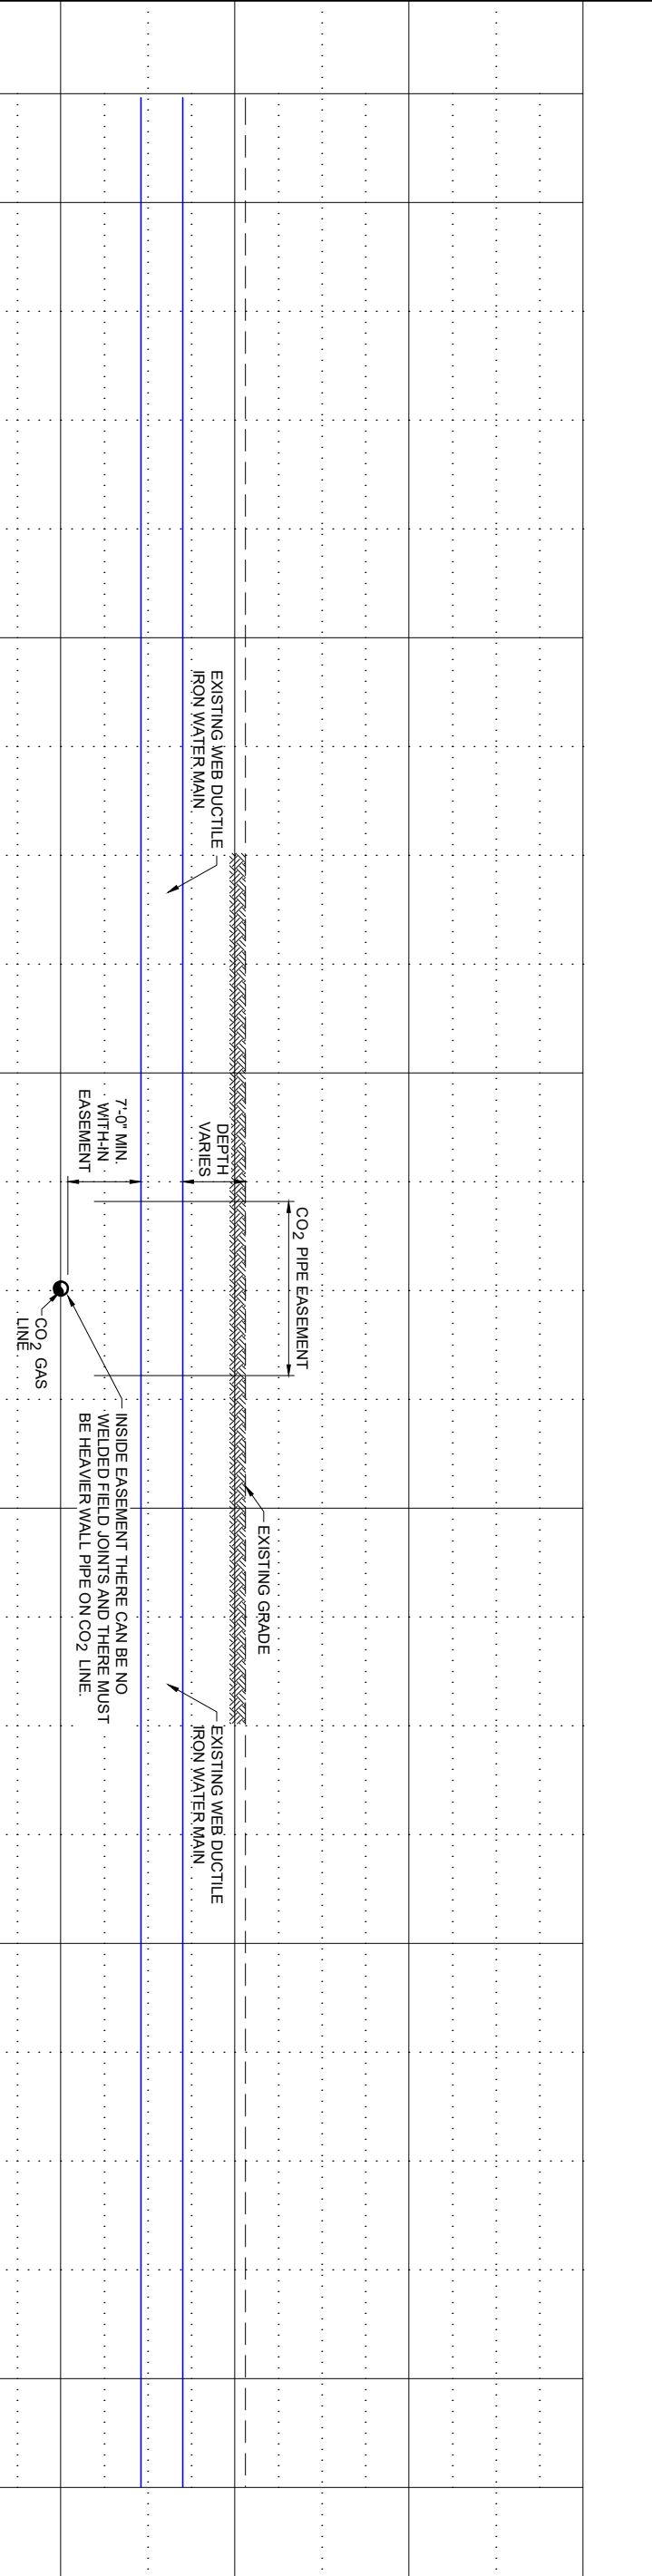 EXISTING WEB DUCTILE
IRON WATER MAIN
DEPTH
VARIES
7'-0" MIN.
WITH-IN
EASEMENT
CO2 PIPE EASEMENT
CO2 GAS
LINE
INSIDE EASEMENT THERE CAN BE NO
WELDED FIELD JOINTS AND THERE MUST
BE HEAVIER WALL PIPE ON CO2 LINE.
EXISTING GRADE
EXISTING WEB DUCTILE
IRON WATER MAIN